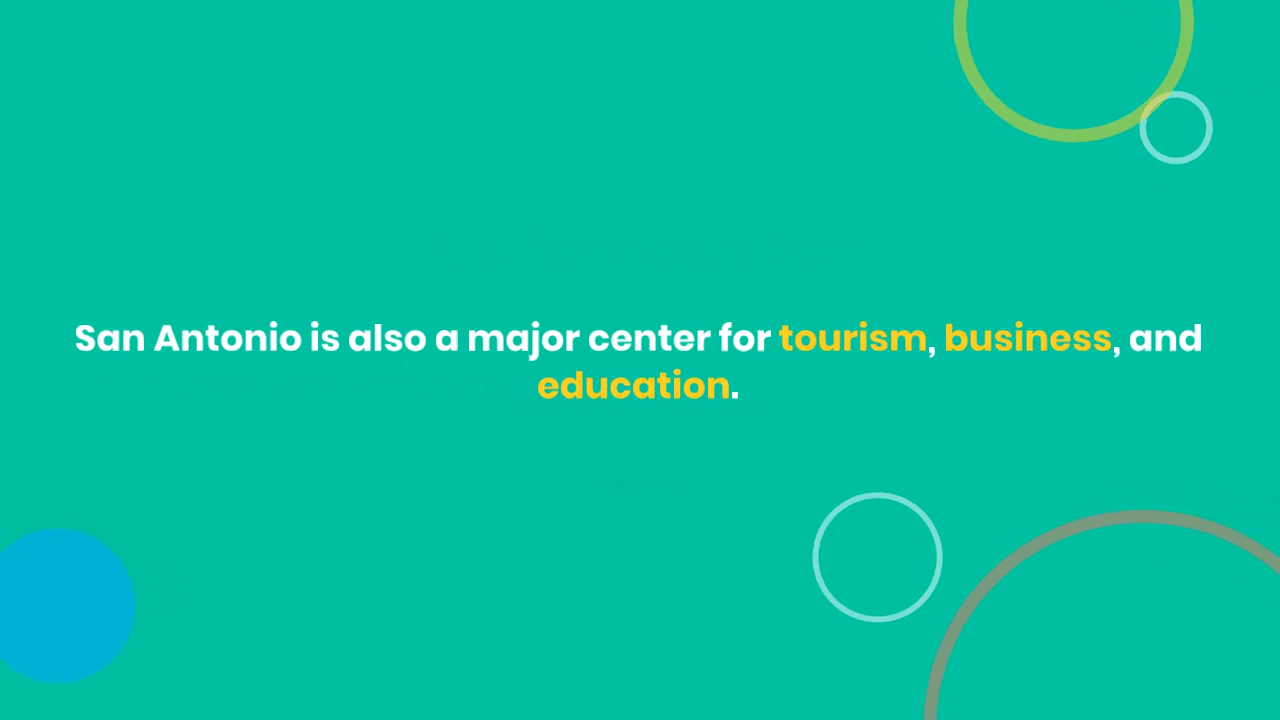 San Antonio is also a major center for tourism, business, and
education.